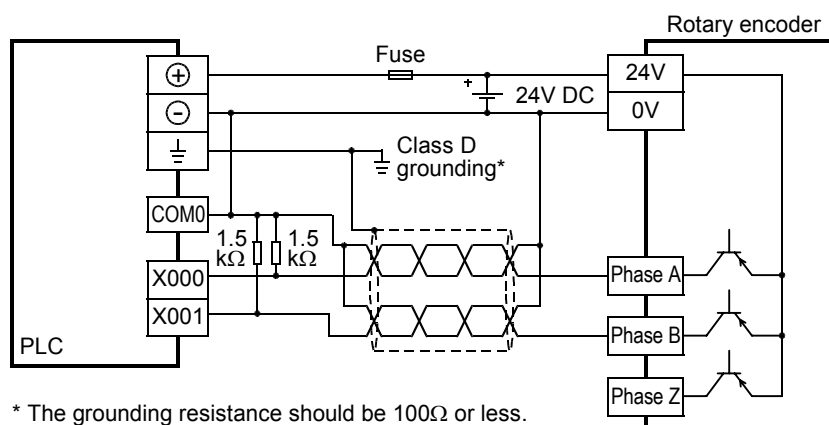 Rotary encoder
Fuse
24V
+
24V DC
0V
Class D
grounding*
COM0
1.5
kΩ
1.5
kΩ
X000
Phase A
X001
Phase B
PLC
Phase Z
* The grounding resistance should be 100Ω or less.